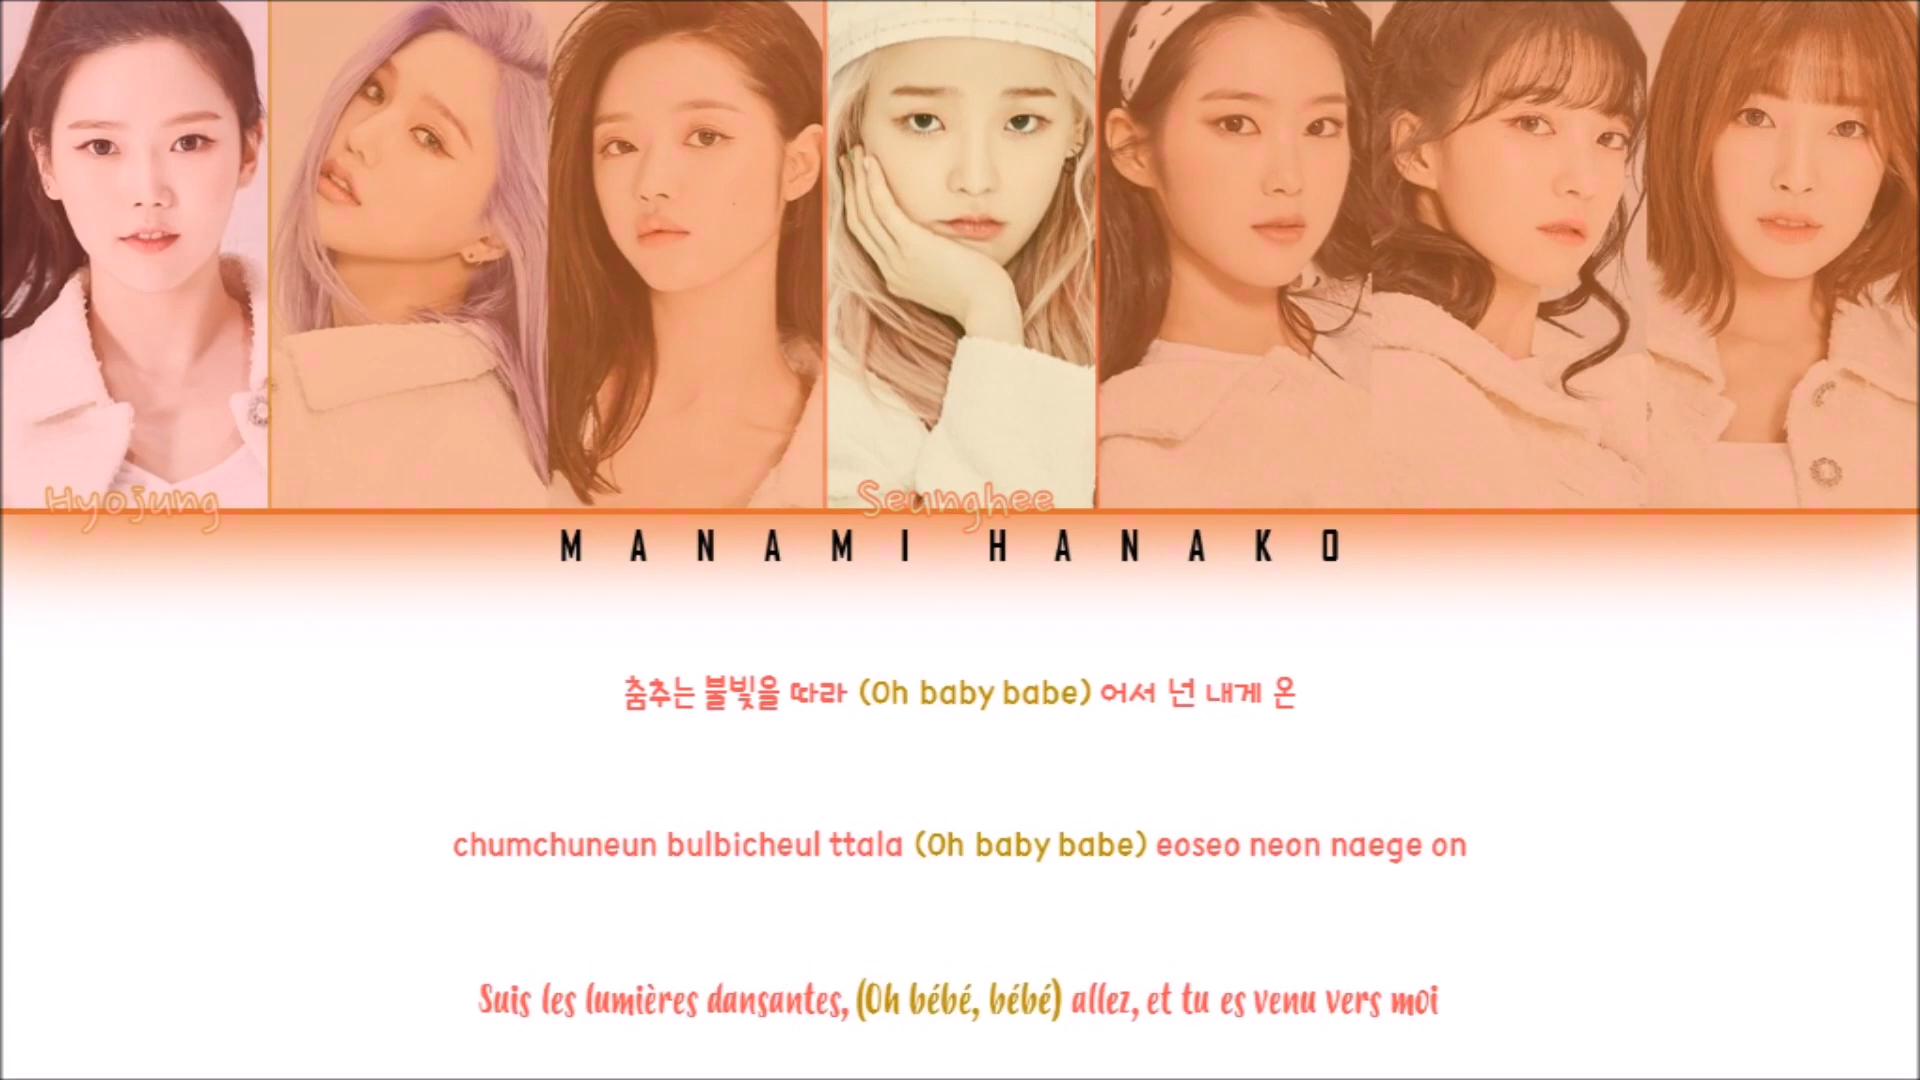 Hyojung
Seunghee
MANAMI HANAKO
춤추는 불빛을 따라 (Oh baby babe) 어서 넌 내게 온
chumchuneun bulbicheul ttala (Oh baby babe) eoseo neon naege on
Suis les lumières dansantes, (Oh bébé, bébé) allez, et tu es venu vers moi